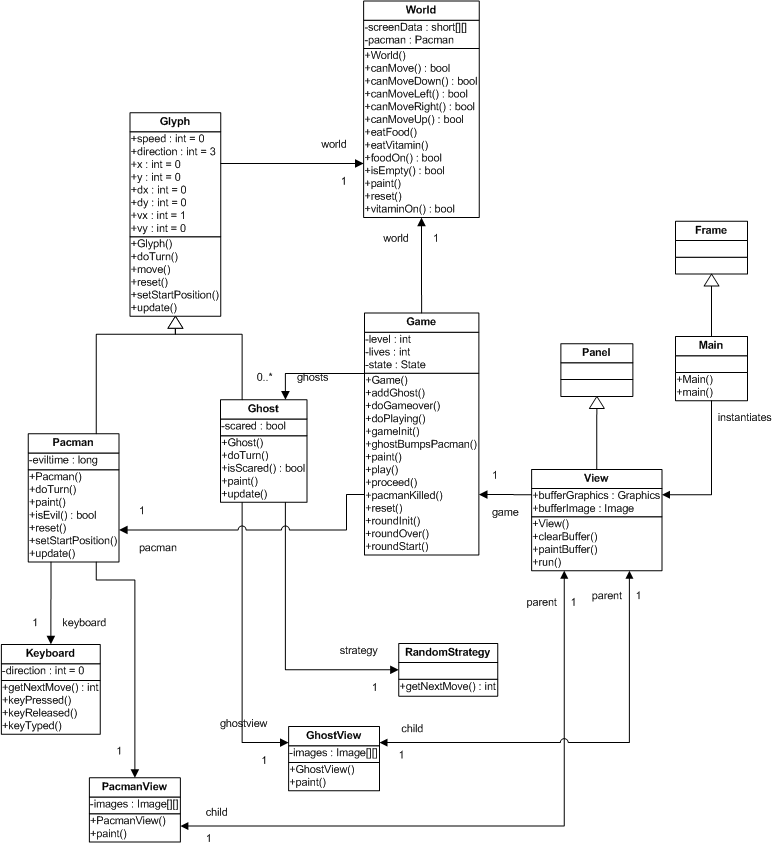 World
-screenData : short[][]
-pacman : Pacman
+World()
+canMove() : bool
+canMoveDown() : bool
+canMoveLeft() : bool
+canMoveRight() : bool
+canMoveUp() : bool
+eatFood()
+eatVitamin()
+foodOn() : bool
+isEmpty() : bool
+paint()
+reset()
+vitaminOn() : bool
Glyph
+speed : int = 0
+direction : int = 3
+x : int = 0
+y : int = 0
+dx : int = 0
+dy : int = 0
+vx : int = 1
+vy : int = 0
+Glyph()
+doTurn()
+move()
+reset()
+setStartPosition()
+update()
world
1
world
1
Frame
Main
+Main()
+main()
instantiates
Panel
Game
-level : int
-lives : int
-state : State
+Game()
+addGhost()
+doGameover()
+doPlaying()
+gameInit()
+ghostBumpsPacman()
+paint()
+play()
+proceed()
+pacmanKilled()
+reset()
+roundInit()
+roundOver()
+roundStart()
0..*
ghosts
Ghost
-scared : bool
+Ghost()
+doTurn()
+isScared() : bool
+paint()
+update()
Pacman
-eviltime : long
+Pacman()
+doTurn()
+paint()
+isEvil() : bool
+reset()
+setStartPosition()
+update()
1
pacman
1
game
View
+bufferGraphics : Graphics
+bufferImage : Image
+View()
+clearBuffer()
+paintBuffer()
+run()
parent
1
parent
1
1
keyboard
Keyboard
-direction : int = 0
+getNextMove() : int
+keyPressed()
+keyReleased()
+keyTyped()
strategy
1
RandomStrategy
+getNextMove() : int
ghostview
1
GhostView
-images : Image[][]
+GhostView()
+paint()
child
1
1
PacmanView
-images : Image[][]
+PacmanView()
+paint()
child
1